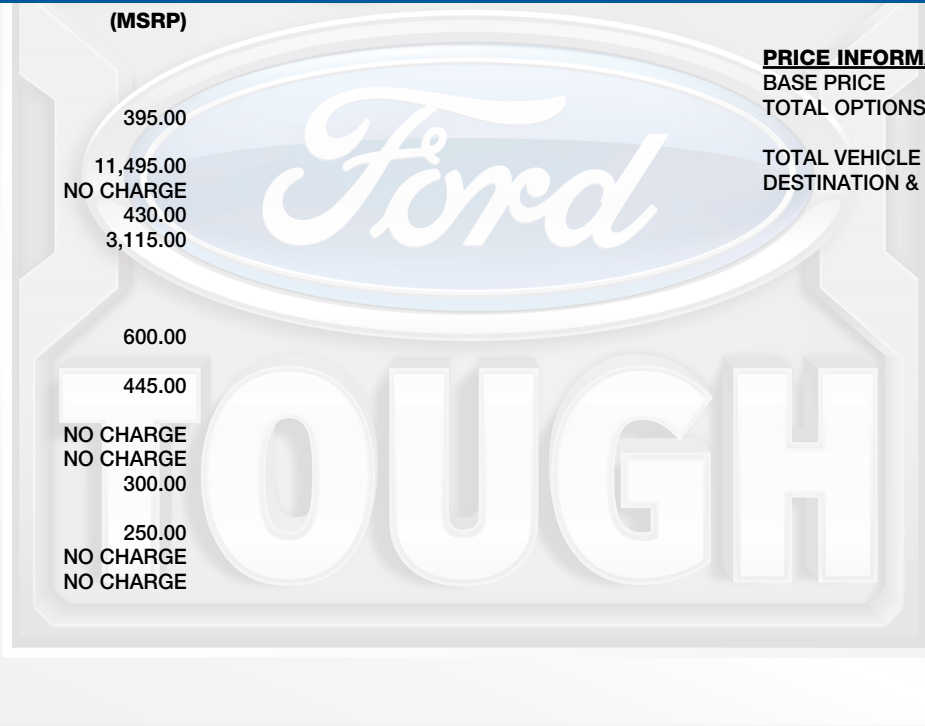 (MSRP)
395.00
11,495.00
NO CHARGE
430.00
3,115.00
600.00
445.00
NO CHARGE
NO CHARGE
300.00
250.00
NO CHARGE
NO CHARGE
PRICE INFORM
BASE PRICE
TOTAL OPTIONS
TOTAL VEHICLE
DESTINATION &
Ford
TOUGH